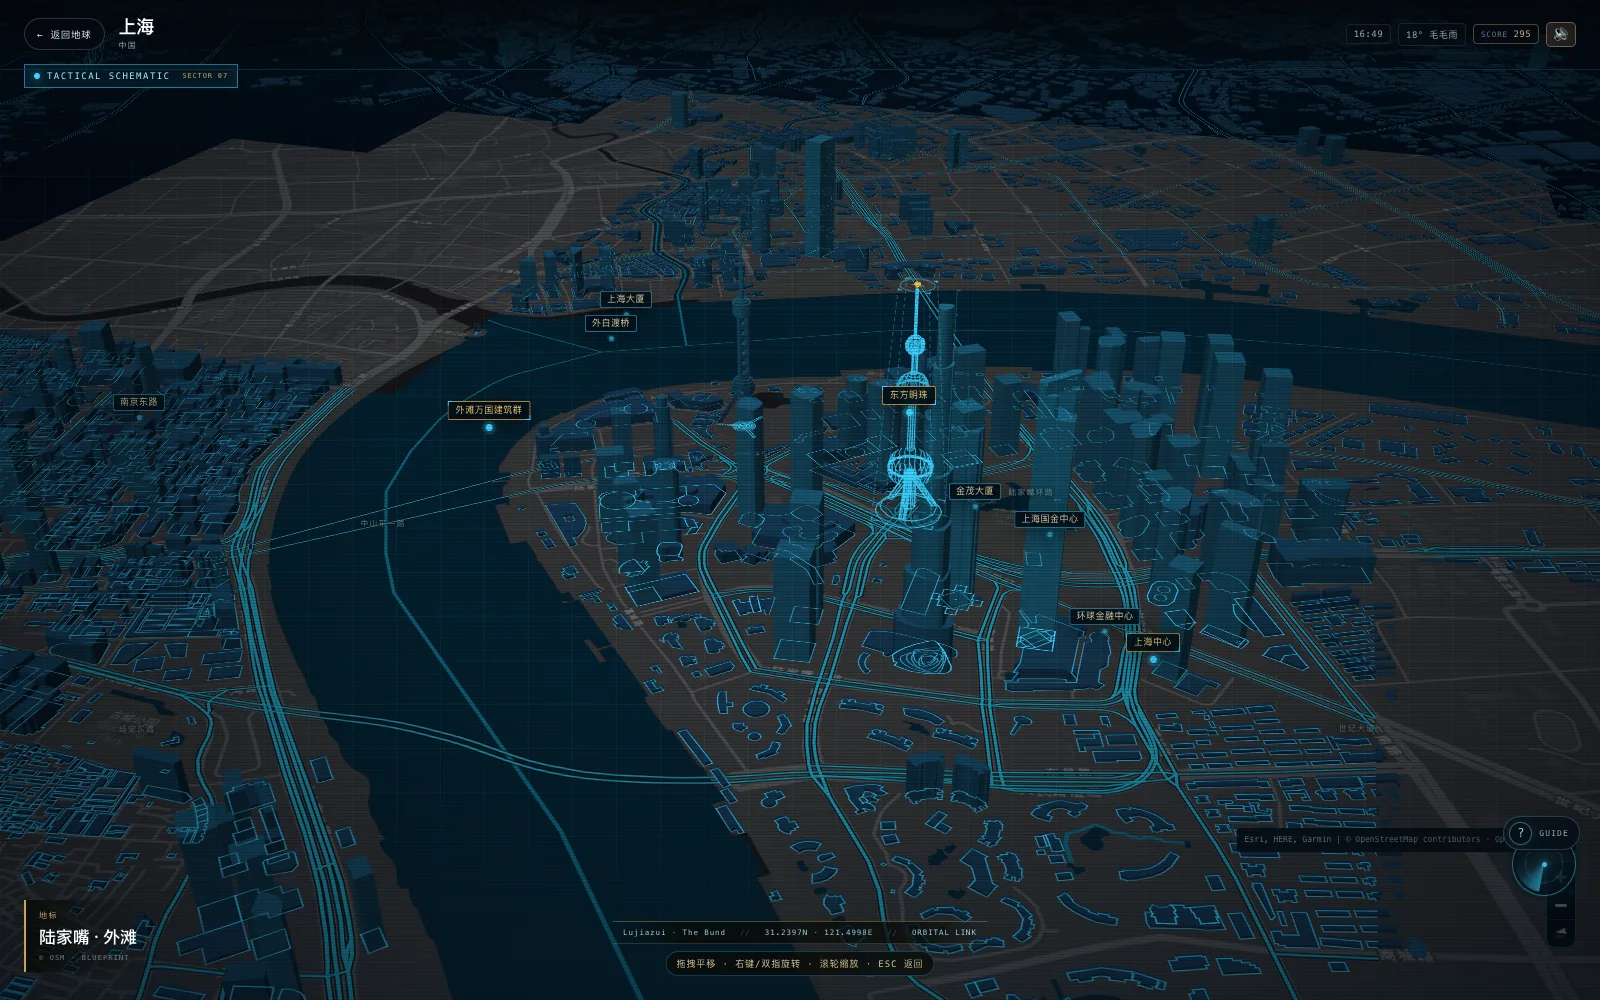 ← 返回地球
上海
中国
16:49
18° 毛毛雨
SCORE 295
TACTICAL SCHEMATIC SECTOR 07
上海大厦
外白渡桥
南京东路
外滩万国建筑群
东方明珠
金茂大厦
陆家嘴环路
上海国金中心
中山东一路
环球金融中心
上海中心
延安东路
Esri, HERE, Garmin | © OpenStreetMap contributors · Op
? GUIDE
地标
陆家嘴 · 外滩
© OSM · BLUEPRINT
Lujiazui · The Bund // 31.2397N · 121.4998E // ORBITAL LINK
拖拽平移 · 右键/双指旋转 · 滚轮缩放 · ESC 返回